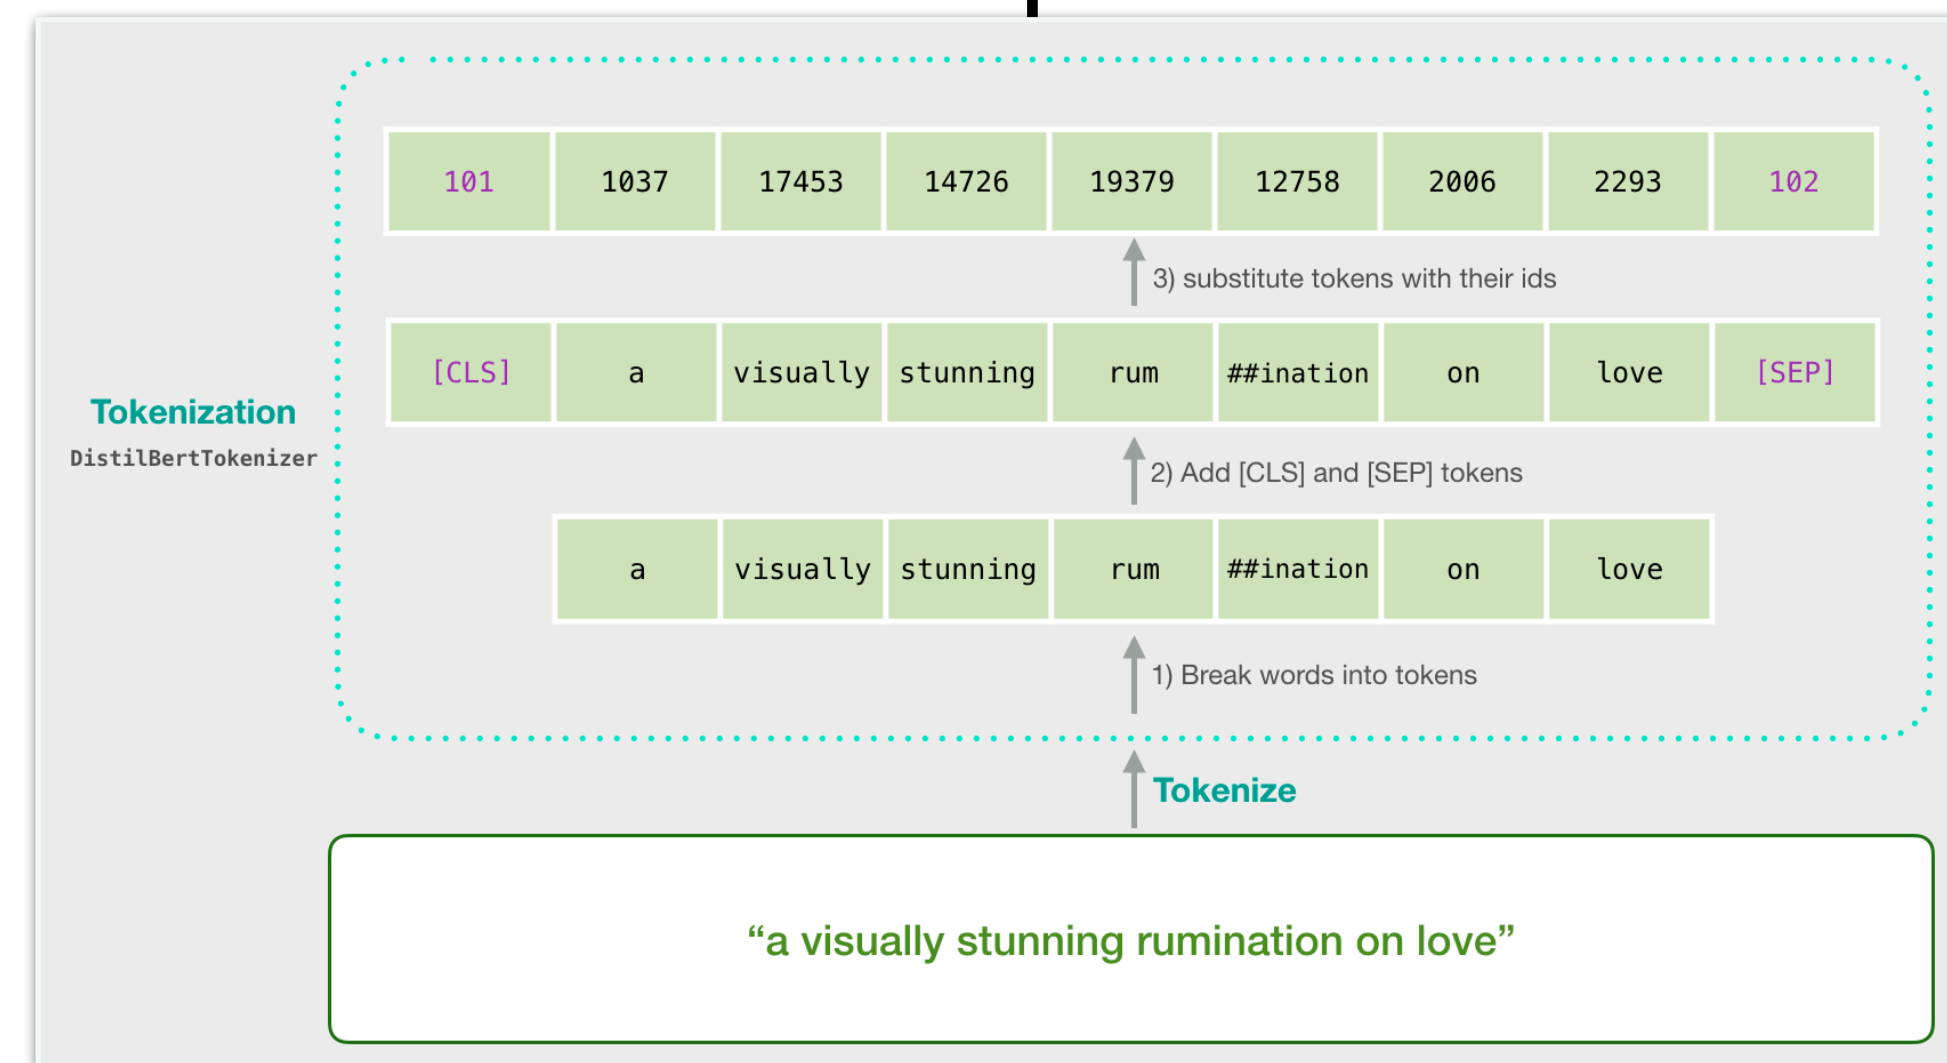 101 1037 17453 14726 19379 12758 2006 2293 102
3) substitute tokens with their ids
[CLS] a visually stunning rum ##ination on love [SEP]
Tokenization
DistilBertTokenizer
2) Add [CLS] and [SEP] tokens
a visually stunning rum ##ination on love
1) Break words into tokens
Tokenize
“a visually stunning rumination on love”